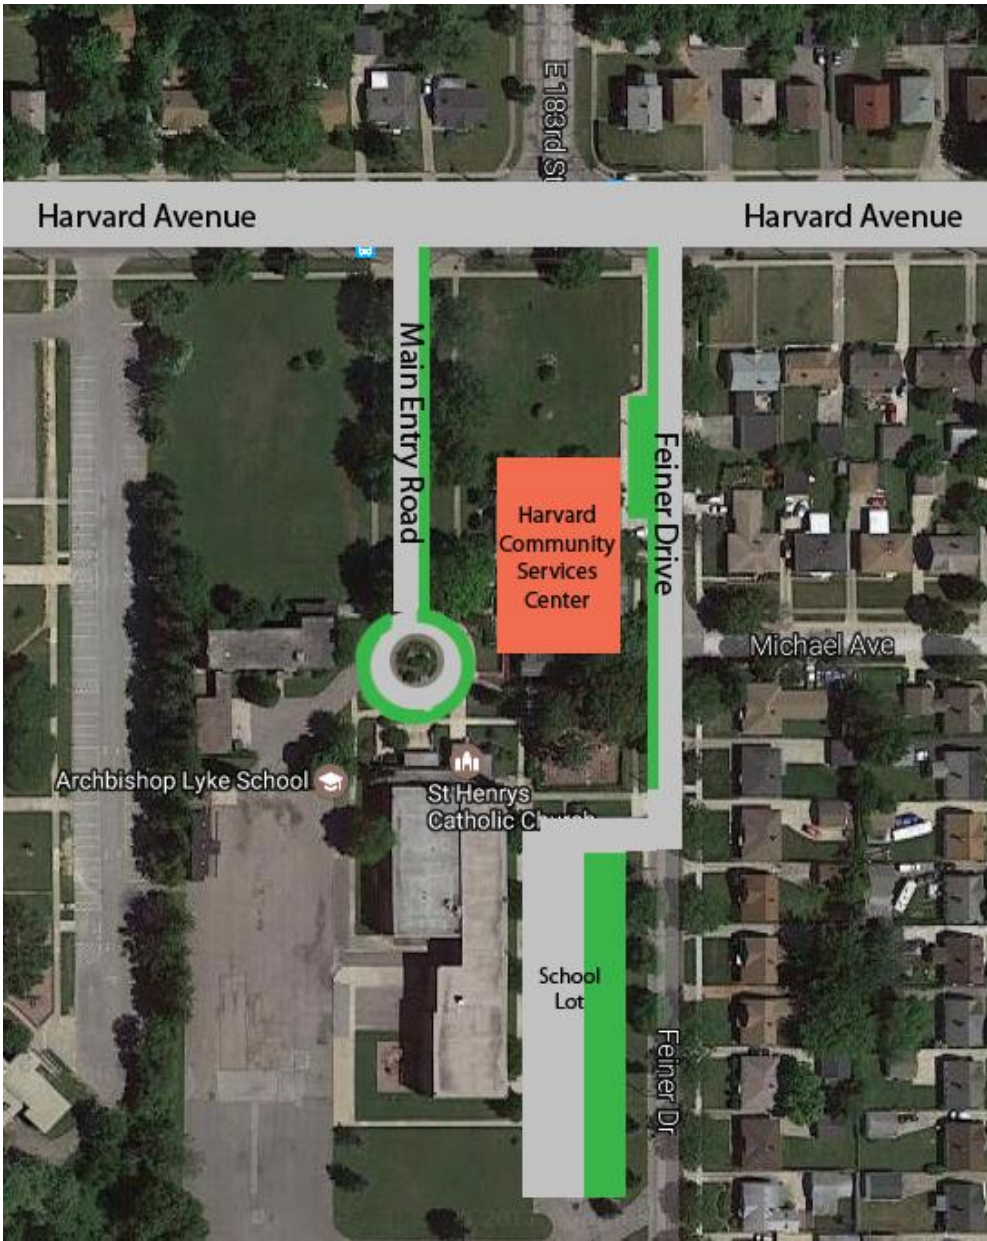 E 183rd St
Harvard Avenue
Harvard Avenue
Main Entry Road
Feiner Drive
Harvard
Community
Services
Center
Michael Ave
Archbishop Lyke School
St Henrys
Catholic Church
School
Lot
Feiner Dr